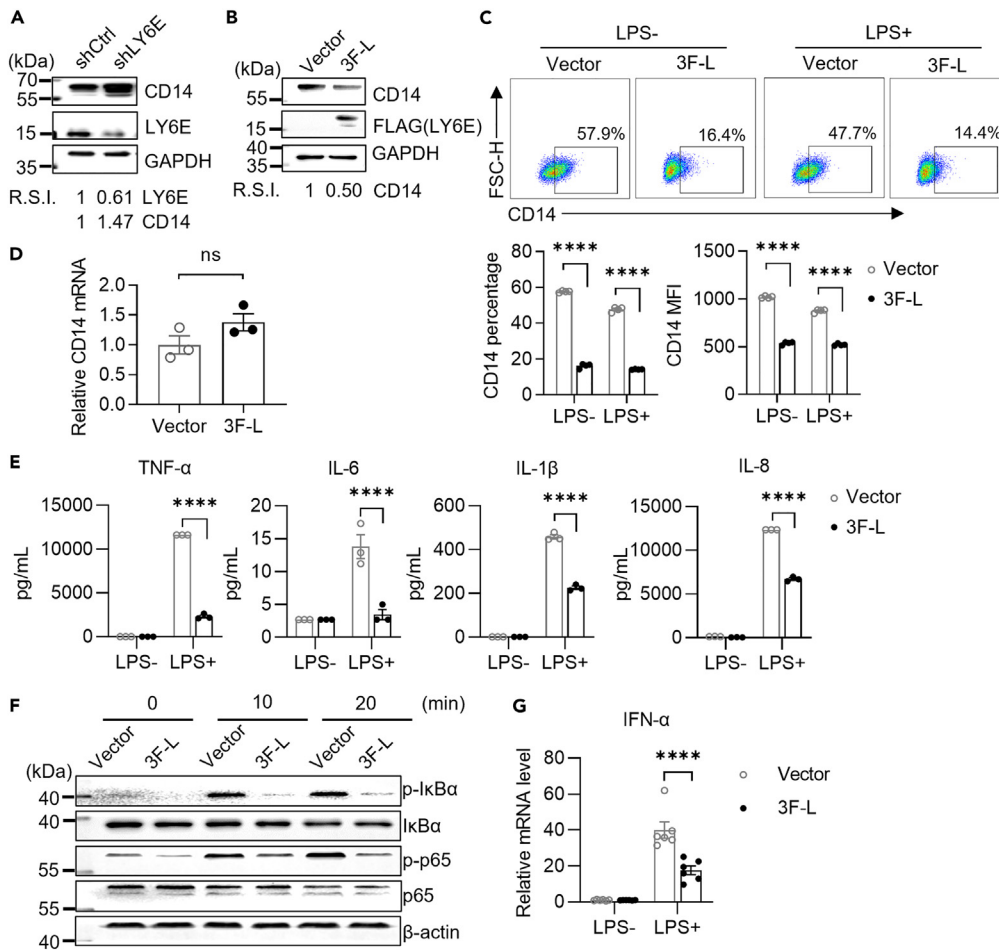 A
shCtrl shLY6E
(kDa)
70
55
CD14
15
LY6E
35
GAPDH
R.S.I. 1 0.61 LY6E
1 1.47 CD14
B
Vector 3F-L
(kDa)
55
CD14
15
FLAG(LY6E)
40
35
GAPDH
R.S.I. 1 0.50 CD14
C
LPS- LPS+
Vector 3F-L Vector 3F-L
57.9% 16.4% 47.7% 14.4%
FSC-H
CD14
CD14 percentage
80
60
40
20
0
**** ****
LPS- LPS+
CD14 MFI
1500
1000
500
0
**** ****
LPS- LPS+
Vector
3F-L
D
Relative CD14 mRNA
ns
2.0
1.5
1.0
0.5
0.0
Vector 3F-L
E
TNF-α
pg/mL
15000
10000
5000
0
****
LPS- LPS+
IL-6
pg/mL
20
15
10
5
0
****
LPS- LPS+
IL-1β
pg/mL
600
400
200
0
****
LPS- LPS+
IL-8
pg/mL
15000
10000
5000
0
****
LPS- LPS+
Vector
3F-L
F
0 10 20 (min)
Vector 3F-L Vector 3F-L Vector 3F-L
(kDa)
40
p-IκBα
40
IκBα
55
p-p65
55
p65
40
β-actin
G
IFN-α
Relative mRNA level
80
60
40
20
0
****
LPS- LPS+
Vector
3F-L